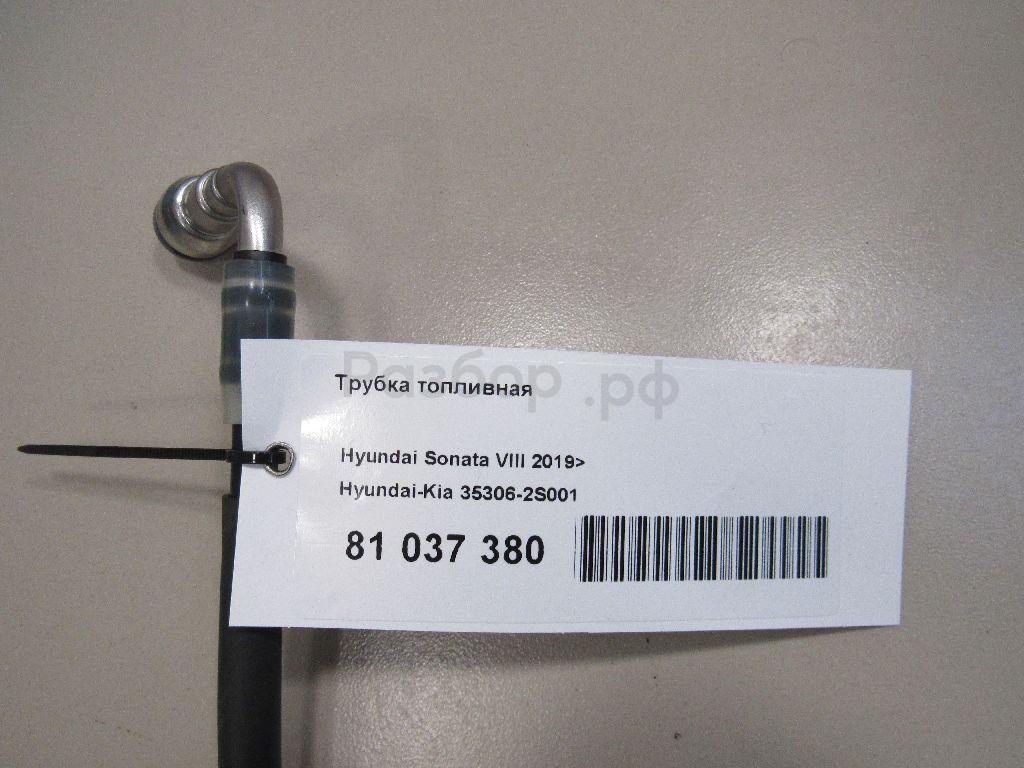 Разбор.рф
Трубка топливная
Hyundai Sonata VIII 2019>
Hyundai-Kia 35306-2S001
81 037 380